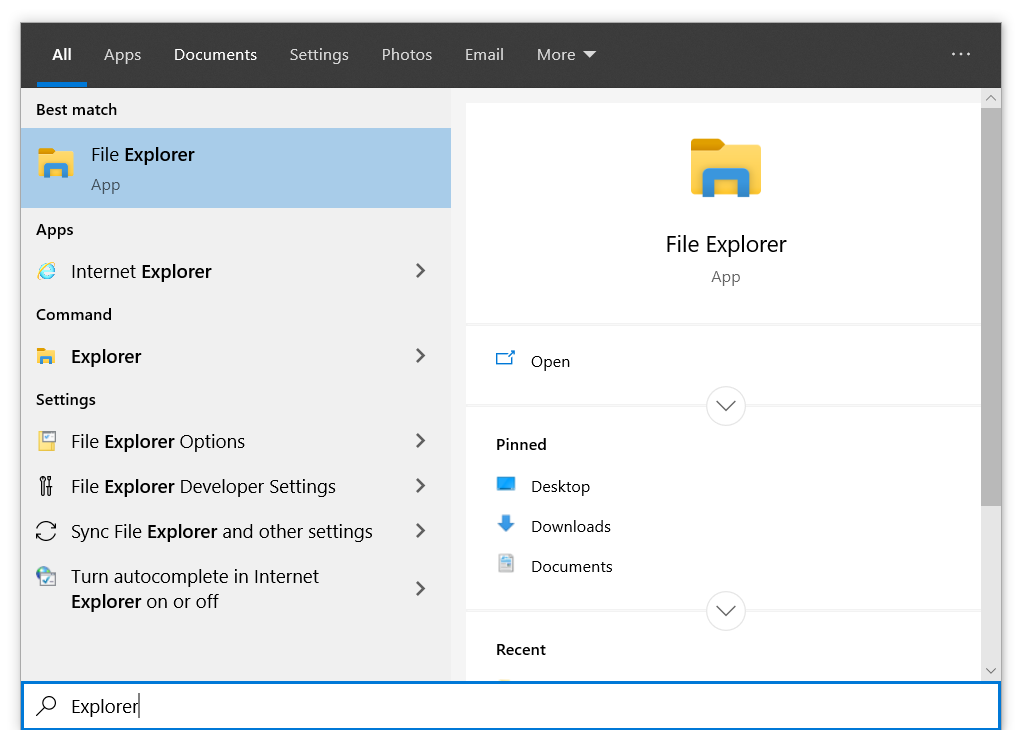 All Apps Documents Settings Photos Email More ...
Best match
File Explorer
App
Apps
Internet Explorer
Command
Explorer
Settings
File Explorer Options
File Explorer Developer Settings
Sync File Explorer and other settings
Turn autocomplete in Internet
Explorer on or off
File Explorer
App
Open
Pinned
Desktop
Downloads
Documents
Recent
Explorer